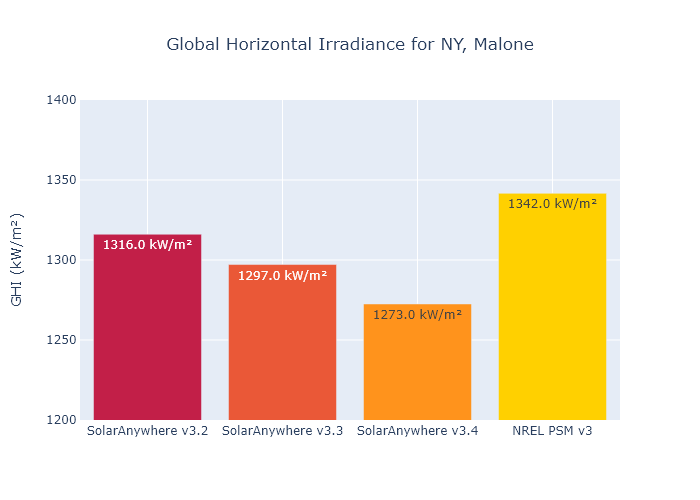 Global Horizontal Irradiance for NY, Malone
GHI (kW/m²)
1400
1350
1300
1250
1200
1316.0 kW/m²
1297.0 kW/m²
1273.0 kW/m²
1342.0 kW/m²
SolarAnywhere v3.2
SolarAnywhere v3.3
SolarAnywhere v3.4
NREL PSM v3